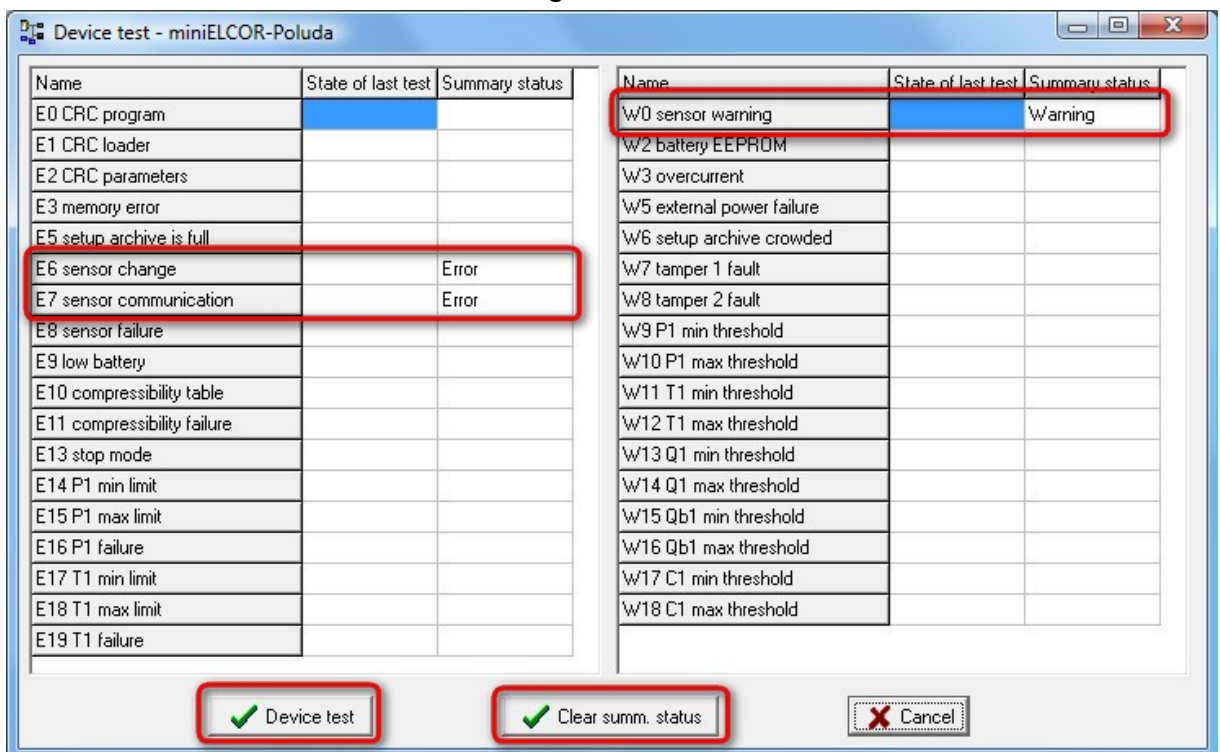 Device test - miniELCOR-Poluda
Name State of last test Summary status
E0 CRC program
E1 CRC loader
E2 CRC parameters
E3 memory error
E5 setup archive is full
E6 sensor change Error
E7 sensor communication Error
E8 sensor failure
E9 low battery
E10 compressibility table
E11 compressibility failure
E13 stop mode
E14 P1 min limit
E15 P1 max limit
E16 P1 failure
E17 T1 min limit
E18 T1 max limit
E19 T1 failure
Name State of last test Summary status
W0 sensor warning Warning
W2 battery EEPROM
W3 overcurrent
W5 external power failure
W6 setup archive crowded
W7 tamper 1 fault
W8 tamper 2 fault
W9 P1 min threshold
W10 P1 max threshold
W11 T1 min threshold
W12 T1 max threshold
W13 Q1 min threshold
W14 Q1 max threshold
W15 Qb1 min threshold
W16 Qb1 max threshold
W17 C1 min threshold
W18 C1 max threshold
Device test Clear summ. status Cancel